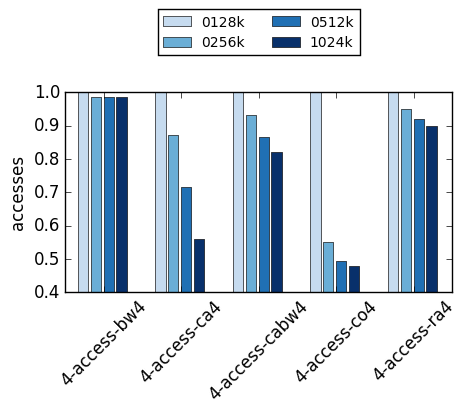 0128k 0512k
0256k 1024k
1.0
0.9
0.8
0.7
0.6
0.5
0.4
accesses
4-access-bw4
4-access-ca4
4-access-cabw4
4-access-co4
4-access-ra4